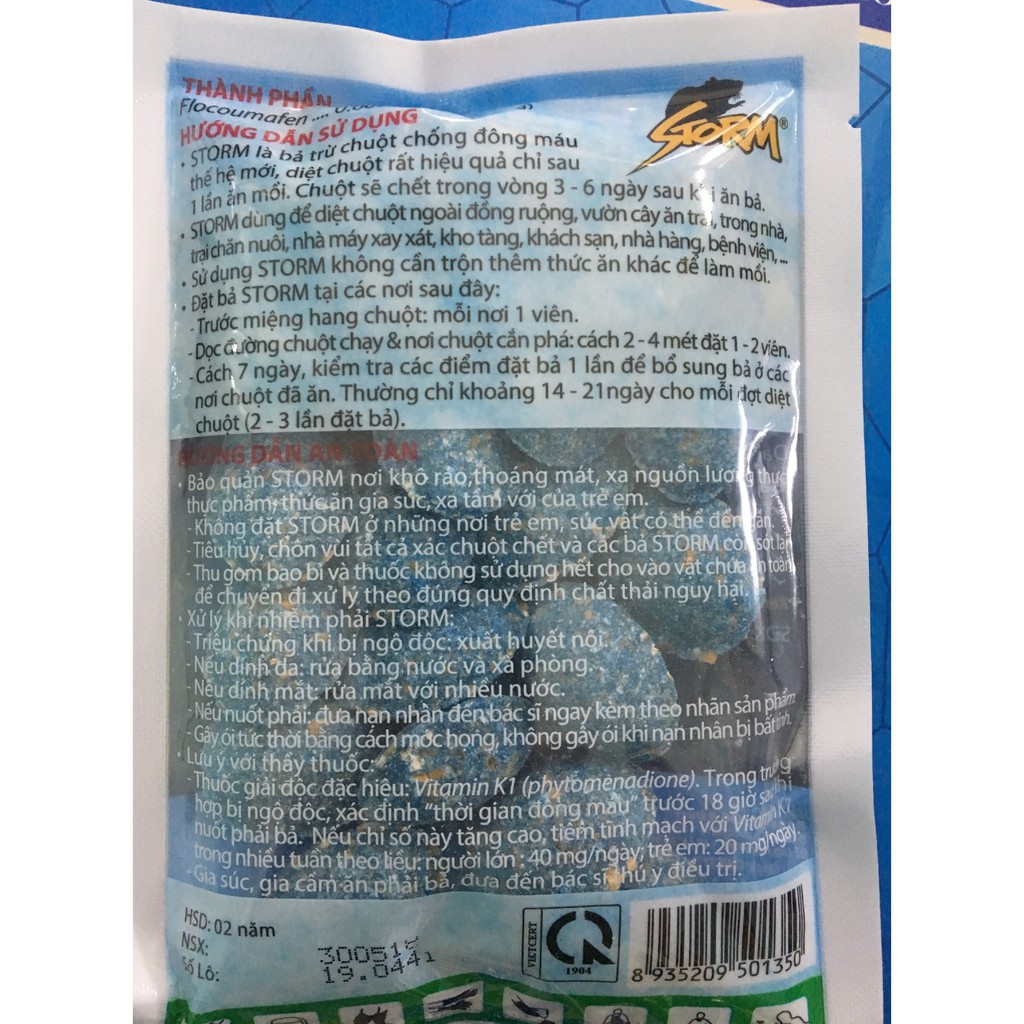 THÀNH PHẦN
Flocoumafen ....
STORM®
HƯỚNG DẪN SỬ DỤNG
• STORM là bả trừ chuột chống đông máu
thế hệ mới, diệt chuột rất hiệu quả chỉ sau
1 lần ăn mồi. Chuột sẽ chết trong vòng 3 - 6 ngày sau khi ăn bả.
• STORM dùng để diệt chuột ngoài đồng ruộng, vườn cây ăn trái, trong nhà,
trại chăn nuôi, nhà máy xay xát, kho tàng, khách sạn, nhà hàng, bệnh viện, ...
• Sử dụng STORM không cần trộn thêm thức ăn khác để làm mồi.
• Đặt bả STORM tại các nơi sau đây:
- Trước miệng hang chuột: mỗi nơi 1 viên.
- Dọc đường chuột chạy & nơi chuột cắn phá: cách 2 - 4 mét đặt 1 - 2 viên.
- Cách 7 ngày, kiểm tra các điểm đặt bả 1 lần để bổ sung bả ở các
nơi chuột đã ăn. Thường chỉ khoảng 14 - 21ngày cho mỗi đợt diệt
chuột (2 - 3 lần đặt bả).
HƯỚNG DẪN AN TOÀN
• Bảo quản STORM nơi khô ráo,thoáng mát, xa nguồn lương thực
thực phẩm, thức ăn gia súc, xa tầm với của trẻ em.
- Không đặt STORM ở những nơi trẻ em, súc vật có thể đến gần.
- Tiêu hủy, chôn vùi tất cả xác chuột chết và các bả STORM còn sót lại
- Thu gom bao bì và thuốc không sử dụng hết cho vào vật chứa an toàn
để chuyển đi xử lý theo đúng quy định chất thải nguy hại.
• Xử lý khi nhiễm phải STORM:
- Triệu chứng khi bị ngộ độc: xuất huyết nội.
- Nếu dính da: rửa bằng nước và xà phòng.
- Nếu dính mắt: rửa mắt với nhiều nước.
- Nếu nuốt phải: đưa nạn nhân đến bác sĩ ngay kèm theo nhãn sản phẩm.
- Gây ói tức thời bằng cách móc họng, không gây ói khi nạn nhân bị bất tỉnh.
• Lưu ý với thầy thuốc:
- Thuốc giải độc đặc hiệu: Vitamin K1 (phytomenadione). Trong trường
hợp bị ngộ độc, xác định "thời gian đông máu" trước 18 giờ sau khi
nuốt phải bả. Nếu chỉ số này tăng cao, tiêm tĩnh mạch với Vitamin K1
trong nhiều tuần theo liều: người lớn : 40 mg/ngày; trẻ em: 20 mg/ngày.
- Gia súc, gia cầm ăn phải bả, đưa đến bác sĩ thú y điều trị.
HSD: 02 năm
NSX:
Số Lô:
19.0441
VIETCERT
1904
8 935209 501350